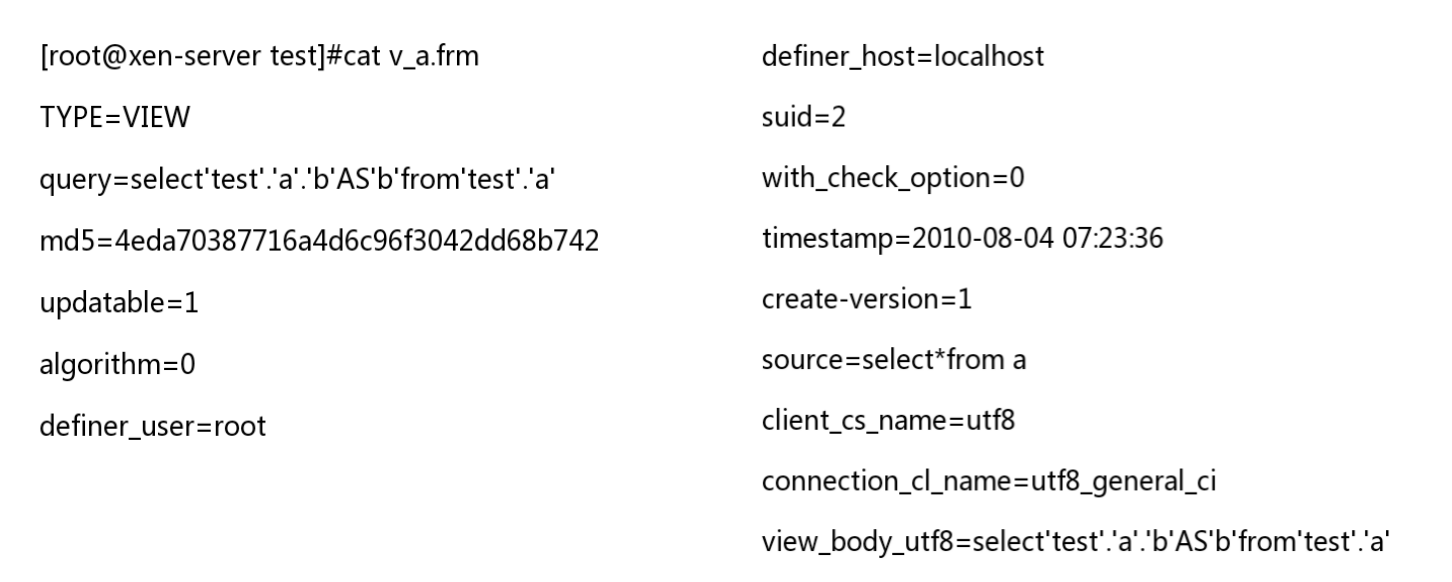 [root@xen-server test]#cat v_a.frm
TYPE=VIEW
query=select'test'.'a'.'b'AS'b'from'test'.'a'
md5=4eda70387716a4d6c96f3042dd68b742
updatable=1
algorithm=0
definer_user=root
definer_host=localhost
suid=2
with_check_option=0
timestamp=2010-08-04 07:23:36
create-version=1
source=select*from a
client_cs_name=utf8
connection_cl_name=utf8_general_ci
view_body_utf8=select'test'.'a'.'b'AS'b'from'test'.'a'